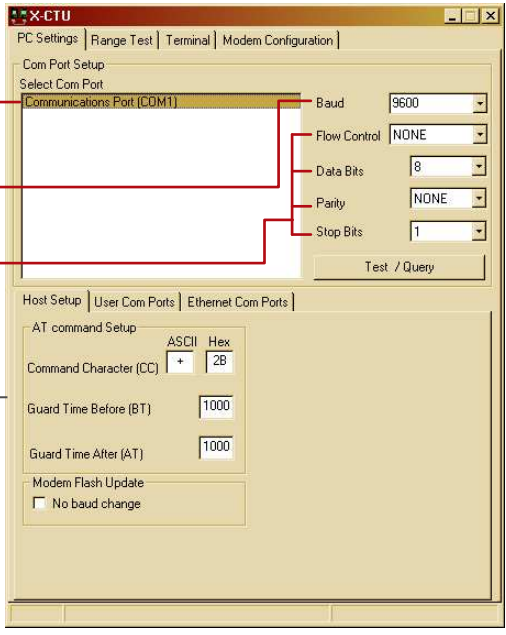 X-CTU
PC Settings Range Test Terminal Modem Configuration
Com Port Setup
Select Com Port
Communications Port (COM1)
Baud 9600
Flow Control NONE
Data Bits 8
Parity NONE
Stop Bits 1
Test / Query
Host Setup User Com Ports Ethernet Com Ports
AT command Setup
ASCII Hex
Command Character (CC) + 2B
Guard Time Before (BT) 1000
Guard Time After (AT) 1000
Modem Flash Update
No baud change